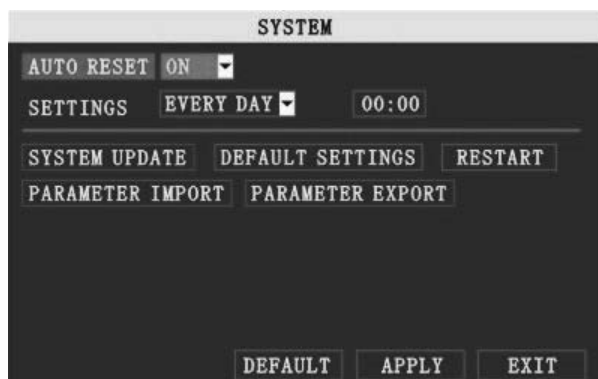 SYSTEM
AUTO RESET ON
SETTINGS EVERY DAY 00:00
SYSTEM UPDATE DEFAULT SETTINGS RESTART
PARAMETER IMPORT PARAMETER EXPORT
DEFAULT APPLY EXIT